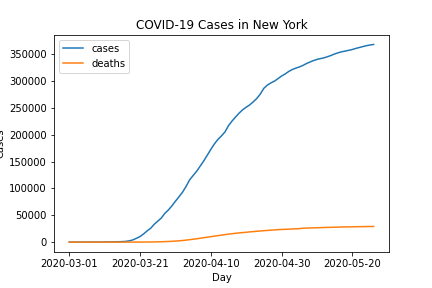 COVID-19 Cases in New York
cases
deaths
350000
300000
250000
200000
150000
100000
50000
0
Cases
2020-03-01 2020-03-21 2020-04-10 2020-04-30 2020-05-20
Day